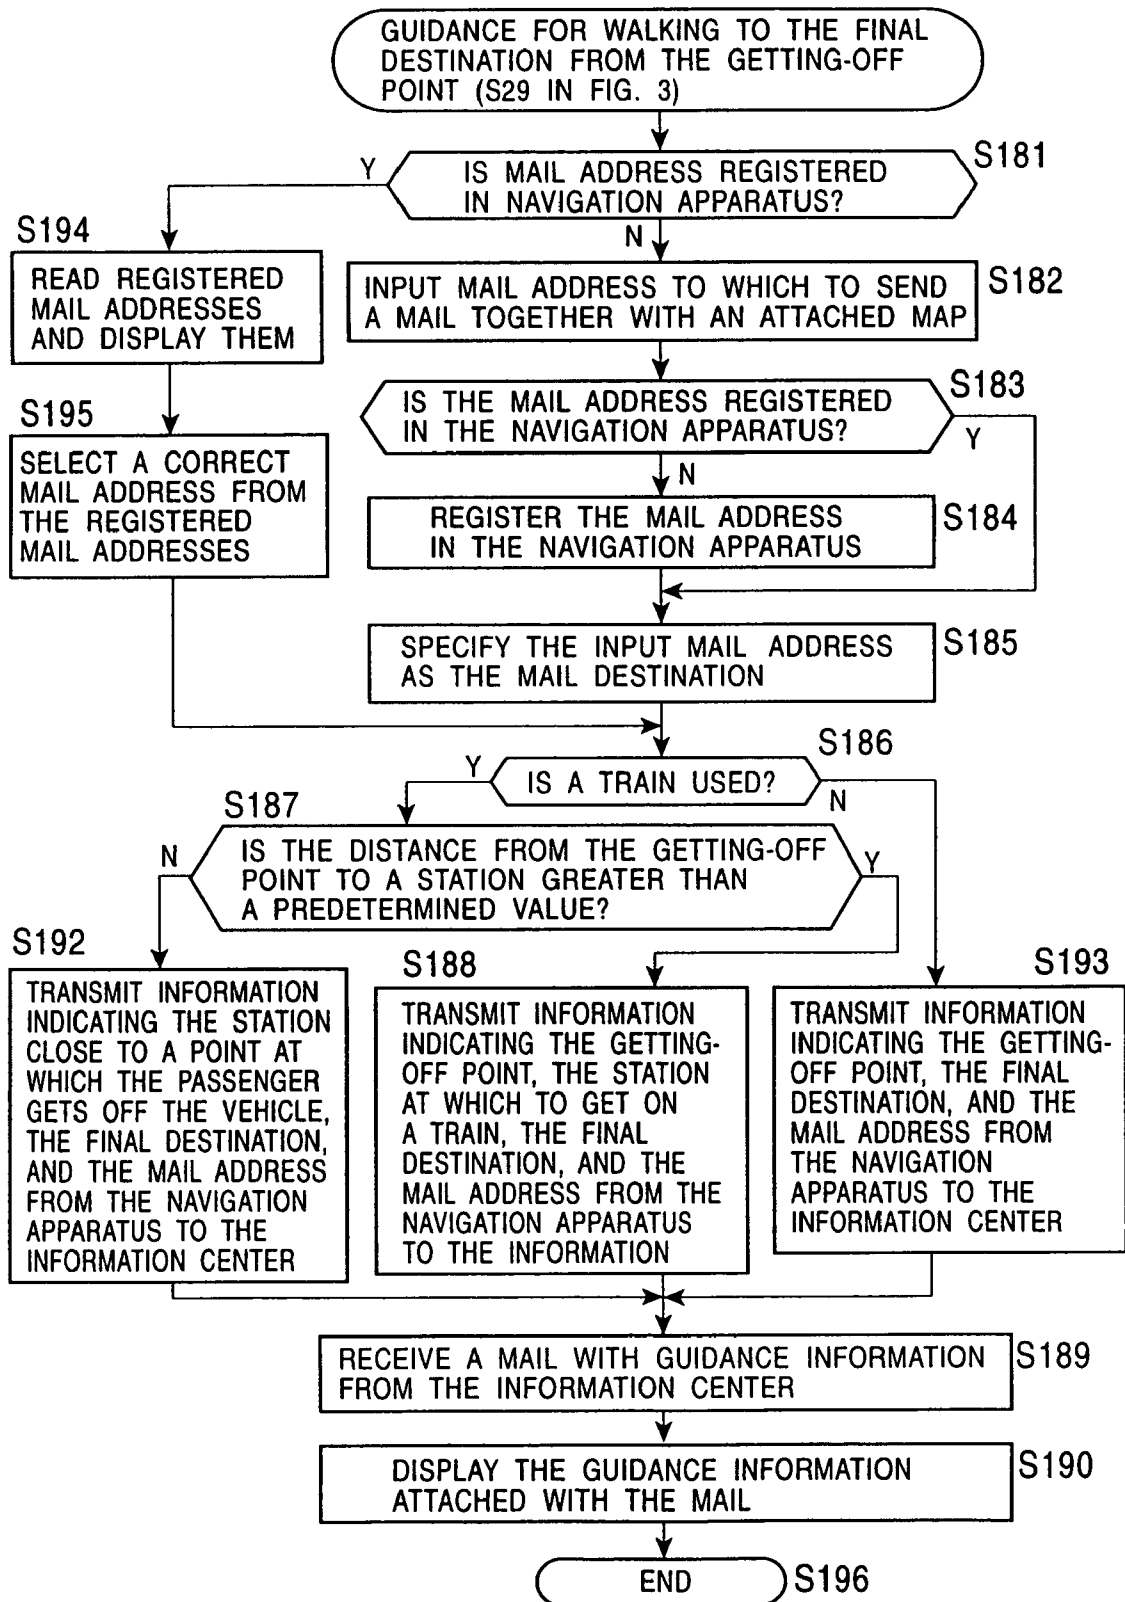 GUIDANCE FOR WALKING TO THE FINAL
DESTINATION FROM THE GETTING-OFF
POINT (S29 IN FIG. 3)
S181
Y
IS MAIL ADDRESS REGISTERED
IN NAVIGATION APPARATUS?
N
S194
READ REGISTERED
MAIL ADDRESSES
AND DISPLAY THEM
S182
INPUT MAIL ADDRESS TO WHICH TO SEND
A MAIL TOGETHER WITH AN ATTACHED MAP
S183
IS THE MAIL ADDRESS REGISTERED
IN THE NAVIGATION APPARATUS?
Y
N
S195
SELECT A CORRECT
MAIL ADDRESS FROM
THE REGISTERED
MAIL ADDRESSES
REGISTER THE MAIL ADDRESS
IN THE NAVIGATION APPARATUS
S184
SPECIFY THE INPUT MAIL ADDRESS
AS THE MAIL DESTINATION
S185
S186
Y
IS A TRAIN USED?
N
S187
N
IS THE DISTANCE FROM THE GETTING-OFF
POINT TO A STATION GREATER THAN
A PREDETERMINED VALUE?
Y
S192
TRANSMIT INFORMATION
INDICATING THE STATION
CLOSE TO A POINT AT
WHICH THE PASSENGER
GETS OFF THE VEHICLE,
THE FINAL DESTINATION,
AND THE MAIL ADDRESS
FROM THE NAVIGATION
APPARATUS TO THE
INFORMATION CENTER
S188
TRANSMIT INFORMATION
INDICATING THE GETTING-
OFF POINT, THE STATION
AT WHICH TO GET ON
A TRAIN, THE FINAL
DESTINATION, AND THE
MAIL ADDRESS FROM THE
NAVIGATION APPARATUS
TO THE INFORMATION
S193
TRANSMIT INFORMATION
INDICATING THE GETTING-
OFF POINT, THE FINAL
DESTINATION, AND THE
MAIL ADDRESS FROM
THE NAVIGATION
APPARATUS TO THE
INFORMATION CENTER
RECEIVE A MAIL WITH GUIDANCE INFORMATION
FROM THE INFORMATION CENTER
S189
DISPLAY THE GUIDANCE INFORMATION
ATTACHED WITH THE MAIL
S190
END
S196